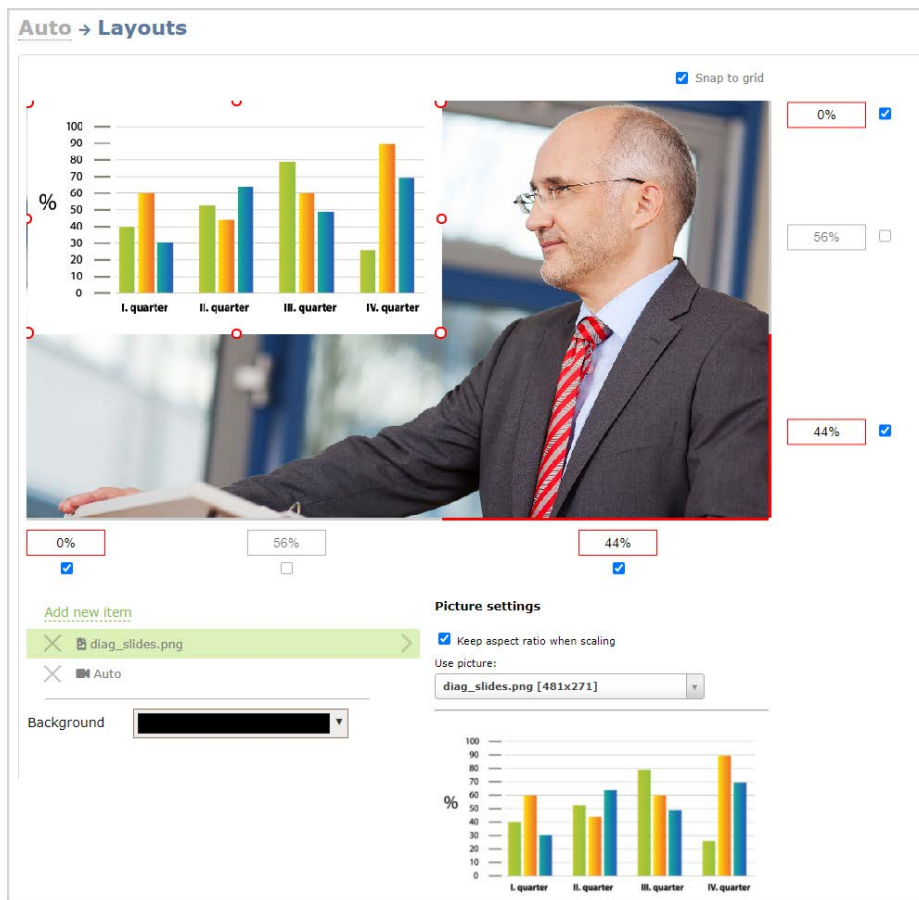 Auto → Layouts
Snap to grid
0%
100
90
80
70
60
50
40
30
20
10
0
%
I. quarter II. quarter III. quarter IV. quarter
56%
44%
0% 56% 44%
Add new item
diag_slides.png
Auto
Background
Picture settings
Keep aspect ratio when scaling
Use picture:
diag_slides.png [481x271]
100
90
80
70
60
50
40
30
20
10
0
%
I. quarter II. quarter III. quarter IV. quarter